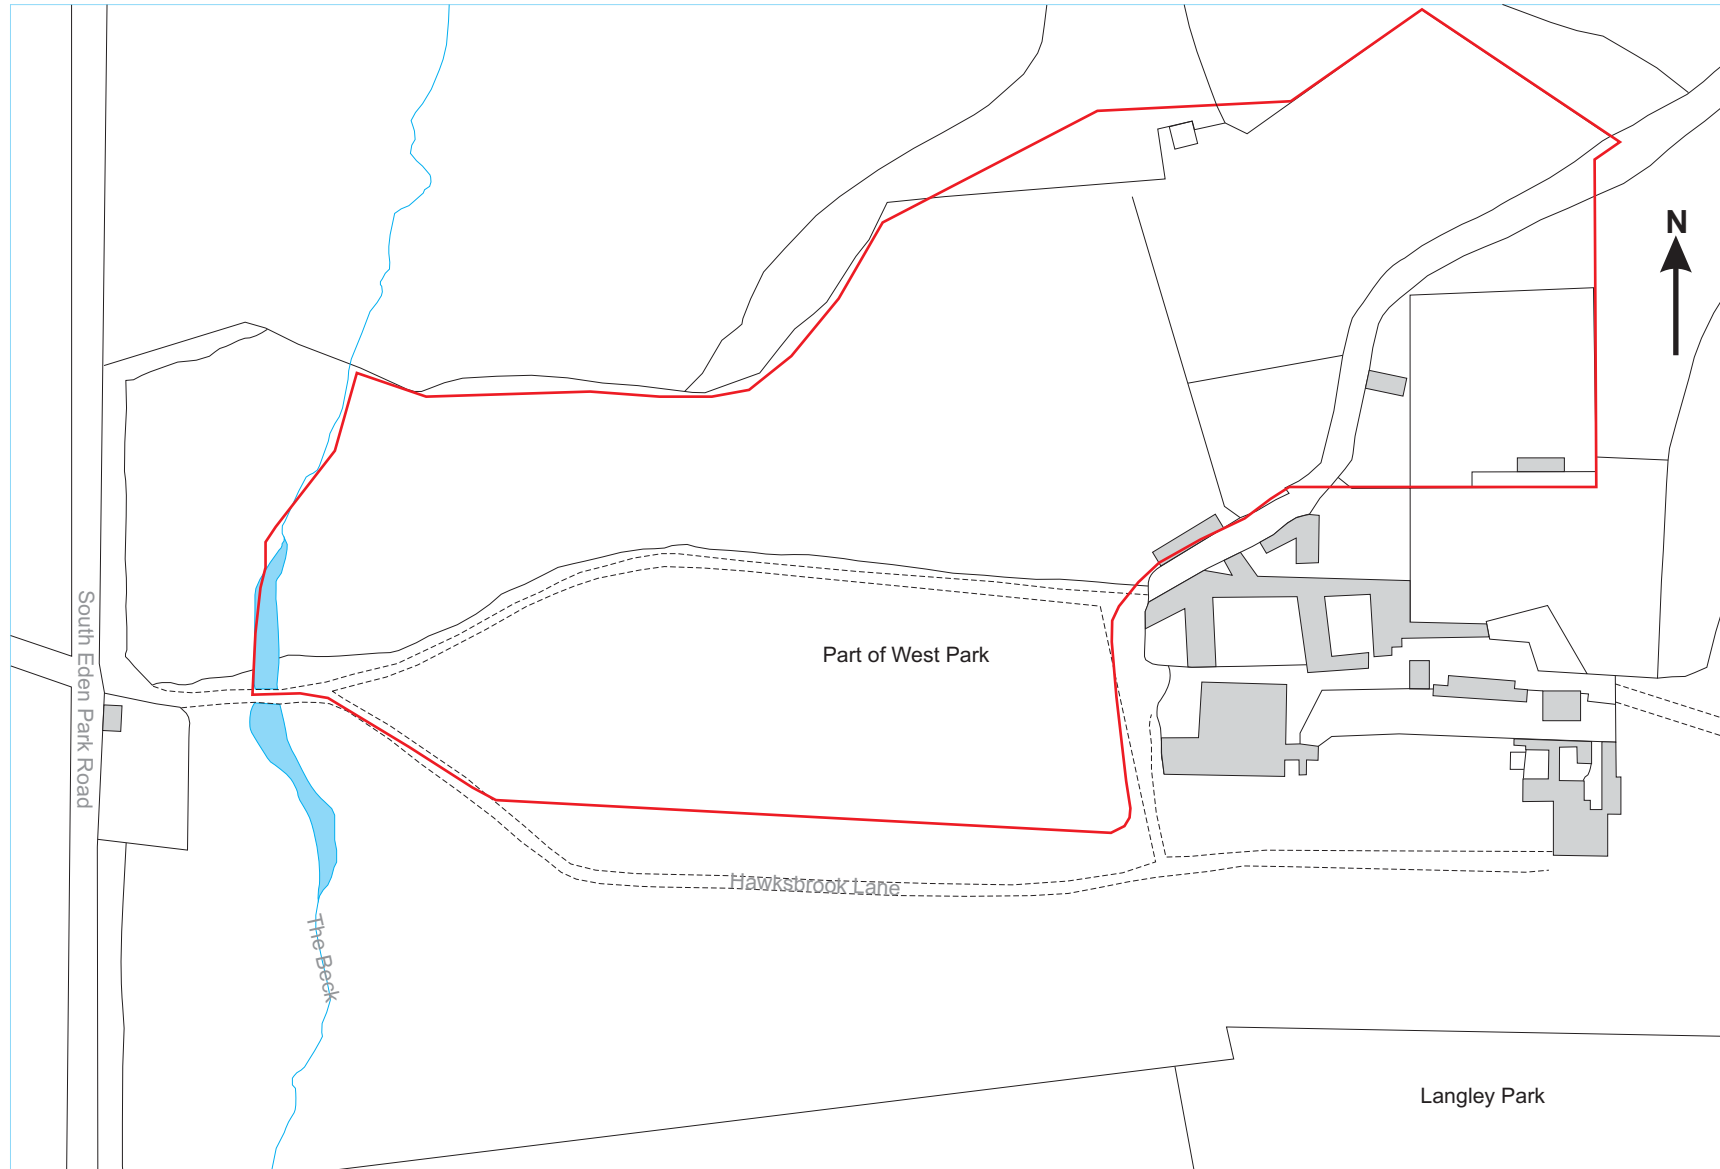 N
South Eden Park Road
Part of West Park
Hawksbrook Lane
The Beck
Langley Park